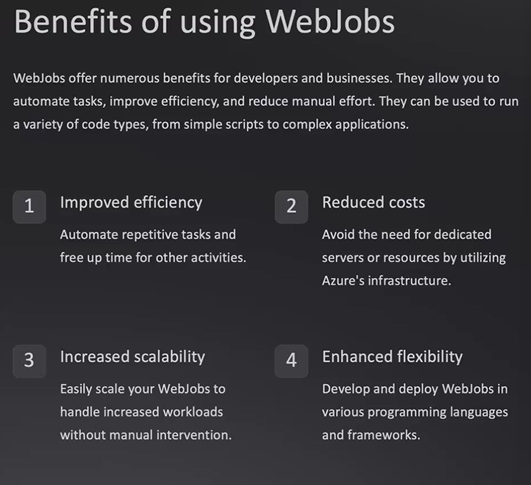 Benefits of using WebJobs
WebJobs offer numerous benefits for developers and businesses. They allow you to
automate tasks, improve efficiency, and reduce manual effort. They can be used to run
a variety of code types, from simple scripts to complex applications.
1 Improved efficiency
Automate repetitive tasks and
free up time for other activities.
2 Reduced costs
Avoid the need for dedicated
servers or resources by utilizing
Azure's infrastructure.
3 Increased scalability
Easily scale your WebJobs to
handle increased workloads
without manual intervention.
4 Enhanced flexibility
Develop and deploy WebJobs in
various programming languages
and frameworks.